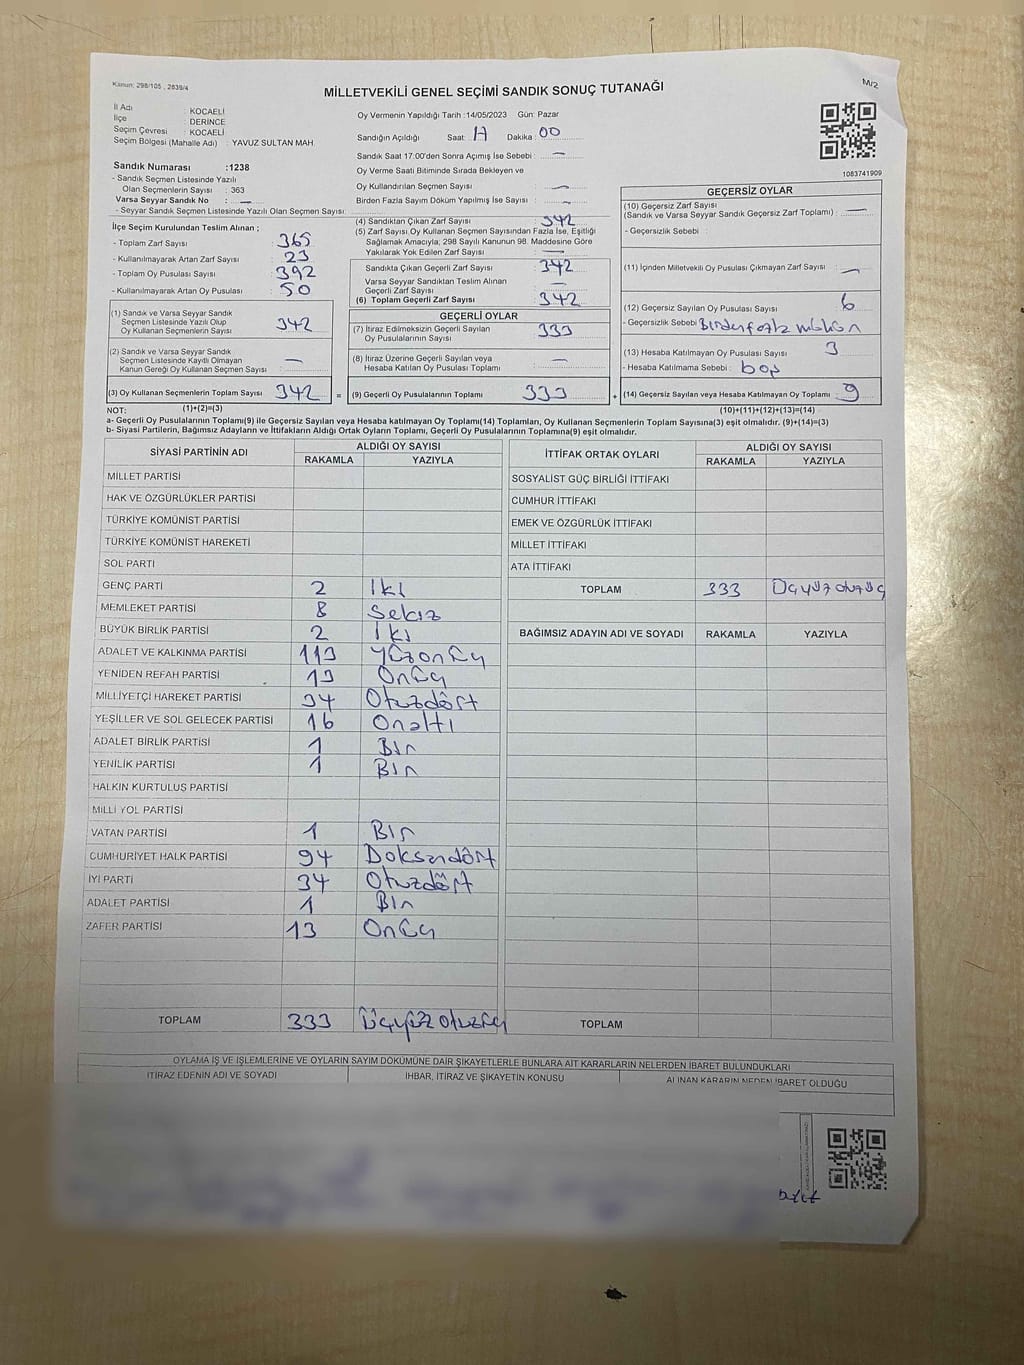 Kanun: 298/105 , 2839/4
MİLLETVEKİLİ GENEL SEÇİMİ SANDIK SONUÇ TUTANAĞI
M/2
İl Adı : KOCAELİ
İlçe : DERİNCE
Seçim Çevresi : KOCAELİ
Seçim Bölgesi (Mahalle Adı) : YAVUZ SULTAN MAH.
Sandık Numarası :1238
- Sandık Seçmen Listesinde Yazılı
Olan Seçmenlerin Sayısı : 363
Varsa Seyyar Sandık No : —
- Seyyar Sandık Seçmen Listesinde Yazılı Olan Seçmen Sayısı:
İlçe Seçim Kurulundan Teslim Alınan ;
- Toplam Zarf Sayısı : 365
- Kullanılmayarak Artan Zarf Sayısı : 23
- Toplam Oy Pusulası Sayısı : 392
- Kullanılmayarak Artan Oy Pusulası : 50
(1) Sandık ve Varsa Seyyar Sandık
Seçmen Listesinde Yazılı Olup
Oy Kullanan Seçmenlerin Sayısı : 342
(2) Sandık ve Varsa Seyyar Sandık
Seçmen Listesinde Kayıtlı Olmayan
Kanun Gereği Oy Kullanan Seçmen Sayısı : —
(3) Oy Kullanan Seçmenlerin Toplam Sayısı : 342 =
Oy Vermenin Yapıldığı Tarih :14/05/2023 Gün: Pazar
Sandığın Açıldığı Saat: 17 Dakika : 00
Sandık Saat 17:00'den Sonra Açımış İse Sebebi : —
Oy Verme Saati Bitiminde Sırada Bekleyen ve
Oy Kullandırılan Seçmen Sayısı : —
Birden Fazla Sayım Döküm Yapılmış İse Sayısı : —
(4) Sandıktan Çıkan Zarf Sayısı : 342
(5) Zarf Sayısı Oy Kullanan Seçmen Sayısından Fazla İse, Eşitliği
Sağlamak Amacıyla; 298 Sayılı Kanunun 98. Maddesine Göre
Yakılarak Yok Edilen Zarf Sayısı : —
Sandıkta Çıkan Geçerli Zarf Sayısı : 342
Varsa Seyyar Sandıktan Teslim Alınan
Geçerli Zarf Sayısı : —
(6) Toplam Geçerli Zarf Sayısı : 342
GEÇERLİ OYLAR
(7) İtiraz Edilmeksizin Geçerli Sayılan
Oy Pusulalarının Sayısı : 333
(8) İtiraz Üzerine Geçerli Sayılan veya
Hesaba Katılan Oy Pusulası Toplamı : —
(9) Geçerli Oy Pusulalarının Toplamı : 333 +
1083741909
GEÇERSİZ OYLAR
(10) Geçersiz Zarf Sayısı
(Sandık ve Varsa Seyyar Sandık Geçersiz Zarf Toplamı) : —
- Geçersizlik Sebebi :
(11) İçinden Milletvekili Oy Pusulası Çıkmayan Zarf Sayısı : —
(12) Geçersiz Sayılan Oy Pusulası Sayısı : 6
- Geçersizlik Sebebi : Birden fazla mühür
(13) Hesaba Katılmayan Oy Pusulası Sayısı : 3
- Hesaba Katılmama Sebebi : boş
(14) Geçersiz Sayılan veya Hesaba Katılmayan Oy Toplamı : 9
NOT: (1)+(2)=(3)
(10)+(11)+(12)+(13)=(14)
a- Geçerli Oy Pusulalarının Toplamı(9) ile Geçersiz Sayılan veya Hesaba Katılmayan Oy Toplamı(14) Toplamları, Oy Kullanan Seçmenlerin Toplam Sayısına(3) eşit olmalıdır. (9)+(14)=(3)
b- Siyasi Partilerin, Bağımsız Adayların ve İttifakların Aldığı Ortak Oyların Toplamı, Geçerli Oy Pusulalarının Toplamına(9) eşit olmalıdır.
SİYASİ PARTİNİN ADI ALDIĞI OY SAYISI
RAKAMLA YAZIYLA
MİLLET PARTİSİ
HAK VE ÖZGÜRLÜKLER PARTİSİ
TÜRKİYE KOMÜNİST PARTİSİ
TÜRKİYE KOMÜNİST HAREKETİ
SOL PARTİ
GENÇ PARTİ 2 İki
MEMLEKET PARTİSİ 8 Sekiz
BÜYÜK BİRLİK PARTİSİ 2 İki
ADALET VE KALKINMA PARTİSİ 113 Yüzonüç
YENİDEN REFAH PARTİSİ 13 Onüç
MİLLİYETÇİ HAREKET PARTİSİ 34 Otuzdört
YEŞİLLER VE SOL GELECEK PARTİSİ 16 Onaltı
ADALET BİRLİK PARTİSİ 1 Bir
YENİLİK PARTİSİ 1 Bir
HALKIN KURTULUŞ PARTİSİ
MİLLİ YOL PARTİSİ
VATAN PARTİSİ 1 Bir
CUMHURİYET HALK PARTİSİ 94 Doksandört
İYİ PARTİ 34 Otuzdört
ADALET PARTİSİ 1 Bir
ZAFER PARTİSİ 13 Onüç
TOPLAM 333 Üçyüz otuzüç
İTTİFAK ORTAK OYLARI ALDIĞI OY SAYISI
RAKAMLA YAZIYLA
SOSYALİST GÜÇ BİRLİĞİ İTTİFAKI
CUMHUR İTTİFAKI
EMEK VE ÖZGÜRLÜK İTTİFAKI
MİLLET İTTİFAKI
ATA İTTİFAKI
TOPLAM 333 Üçyüz otuzüç
BAĞIMSIZ ADAYIN ADI VE SOYADI RAKAMLA YAZIYLA
TOPLAM
OYLAMA İŞ VE İŞLEMLERİNE VE OYLARIN SAYIM DÖKÜMÜNE DAİR ŞİKAYETLERLE BUNLARA AİT KARARLARIN NELERDEN İBARET BULUNDUKLARI
İTİRAZ EDENİN ADI VE SOYADI İHBAR, İTİRAZ VE ŞİKAYETİN KONUSU ALINAN KARARIN NEDEN İBARET OLDUĞU